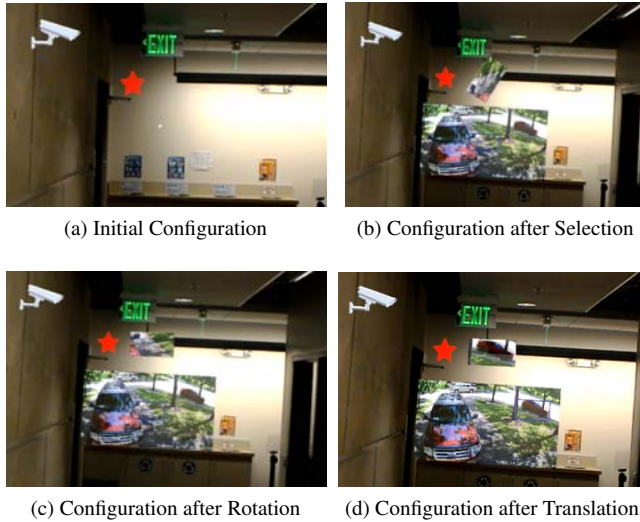 EXIT
EXIT
(a) Initial Configuration
(b) Configuration after Selection
EXIT
EXIT
(c) Configuration after Rotation
(d) Configuration after Translation